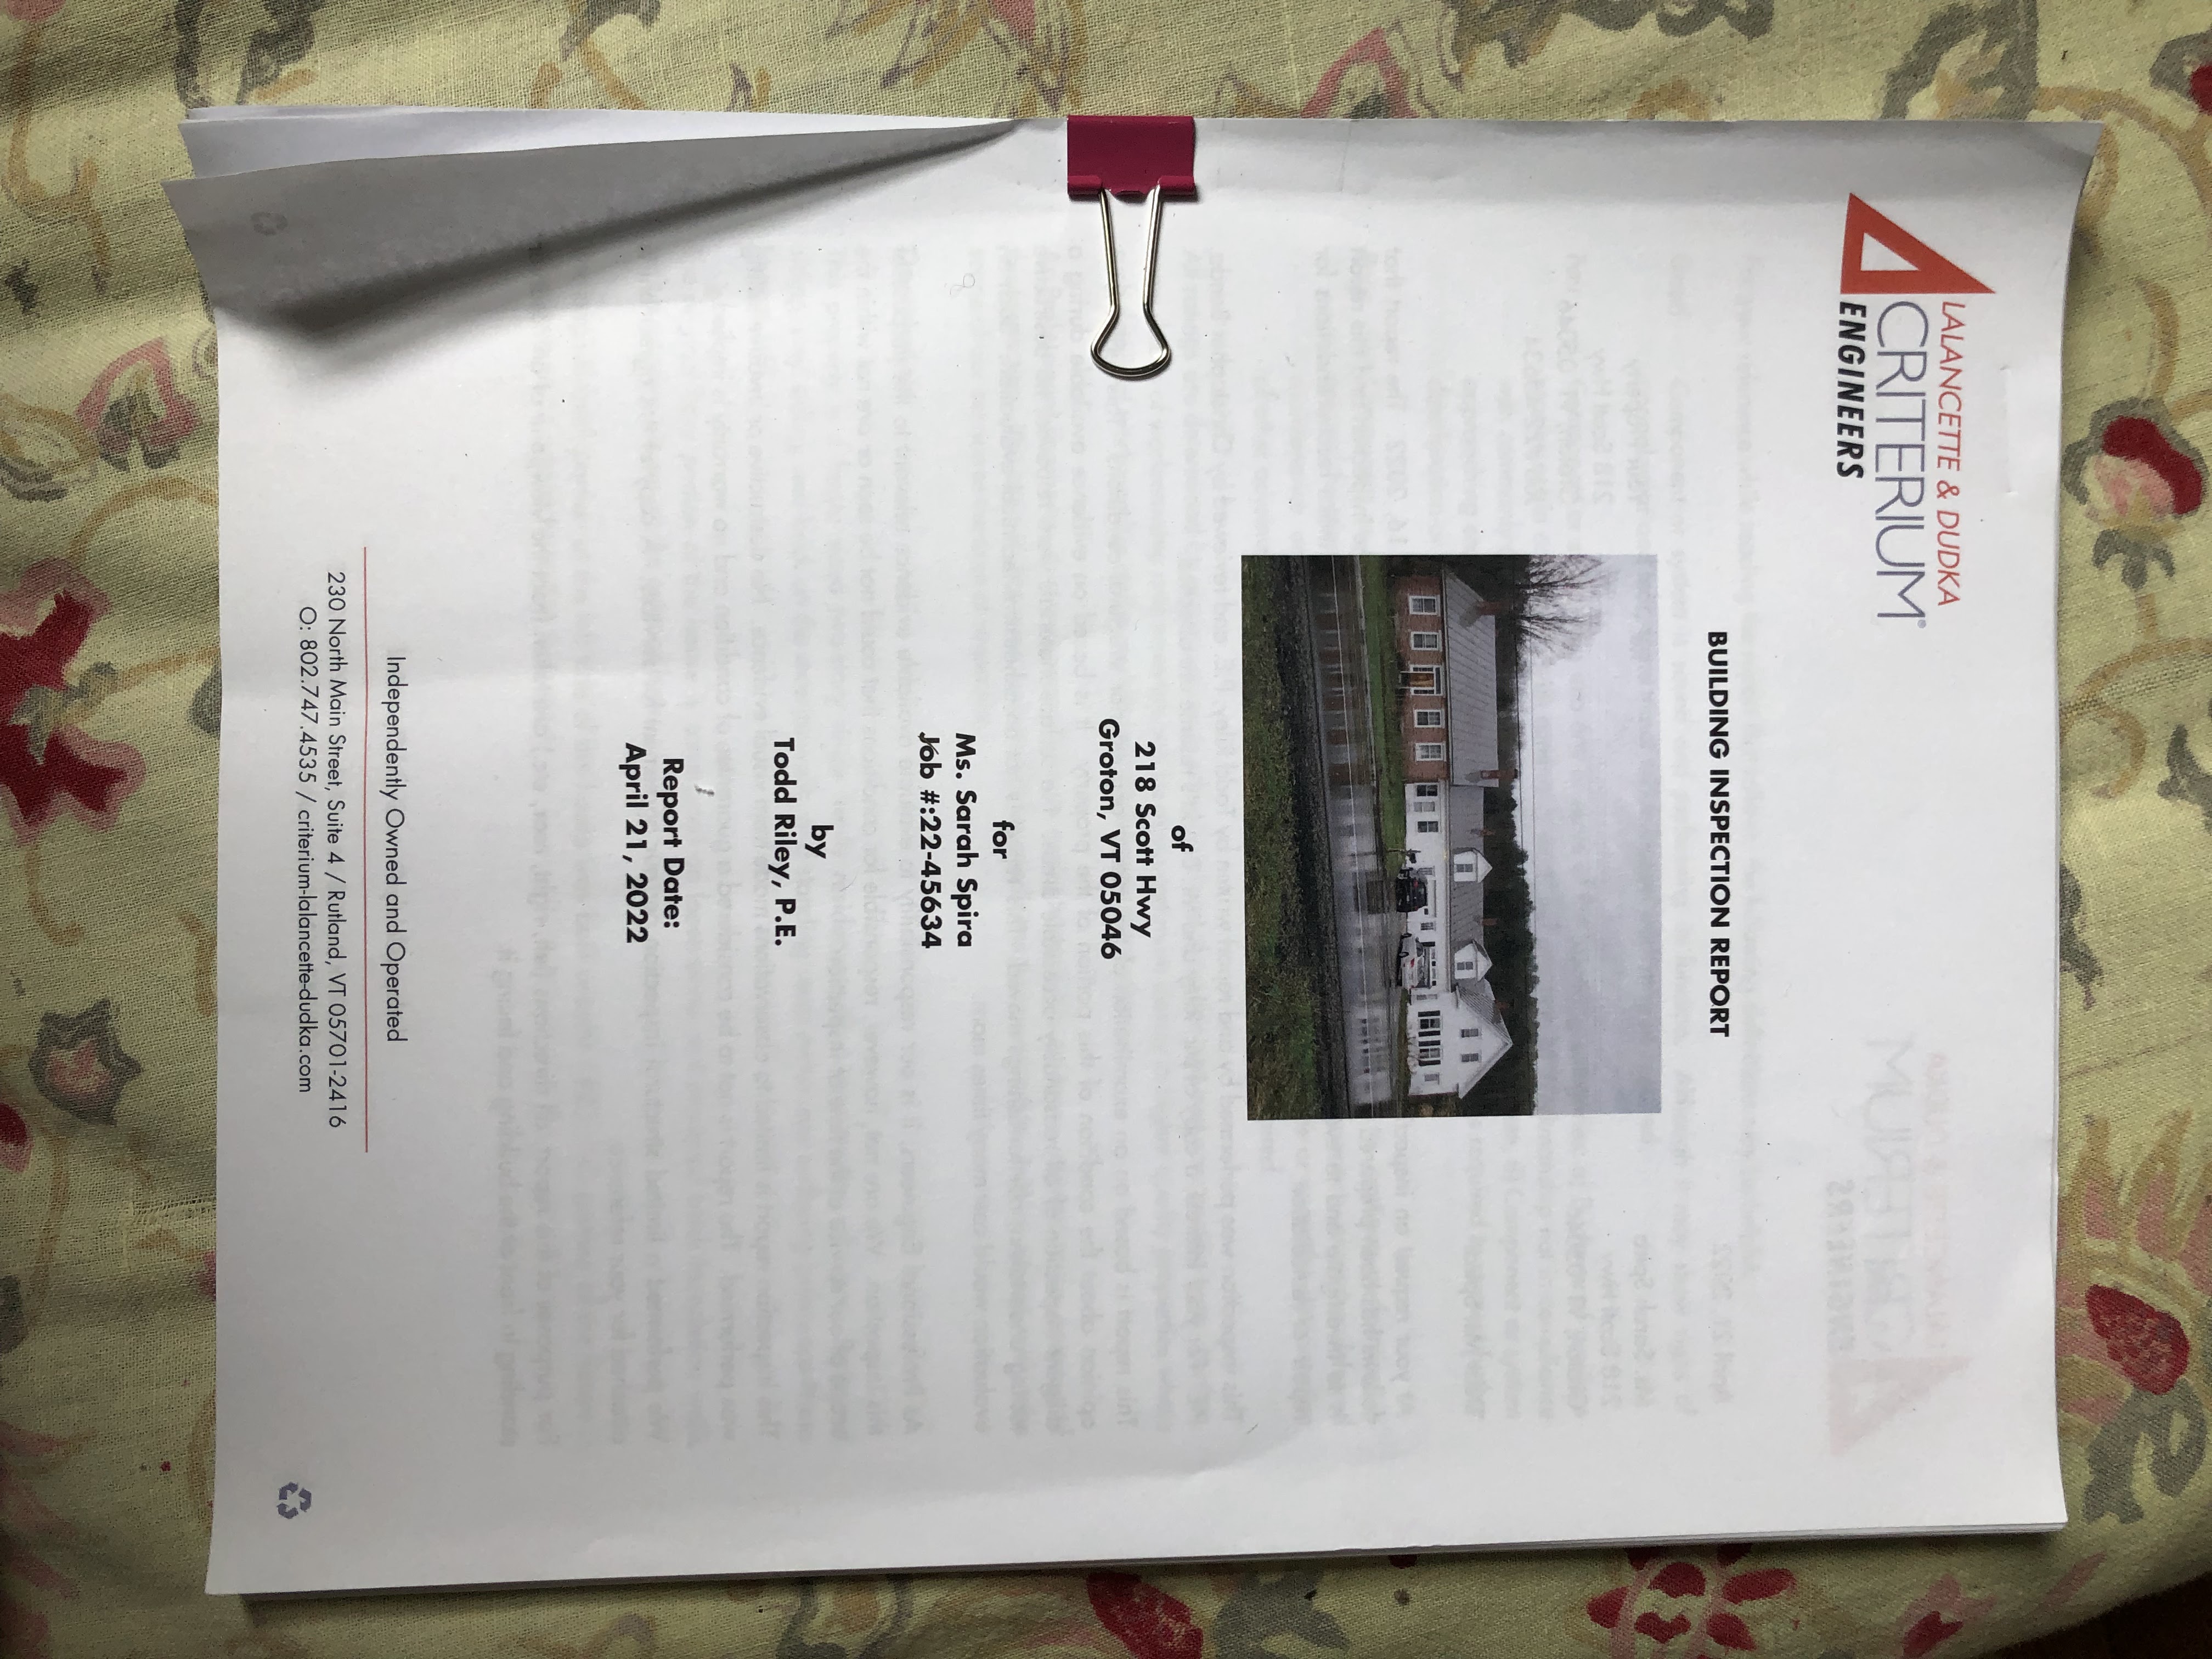 LALANCETTE & DUDKA
CRITERIUM®
ENGINEERS
BUILDING INSPECTION REPORT
of
218 Scott Hwy
Groton, VT 05046
for
Ms. Sarah Spira
Job #:22-45634
by
Todd Riley, P.E.
Report Date:
April 21, 2022
Independently Owned and Operated
230 North Main Street, Suite 4 / Rutland, VT 05701-2416
O: 802.747.4535 / criterium-lalancette-dudka.com